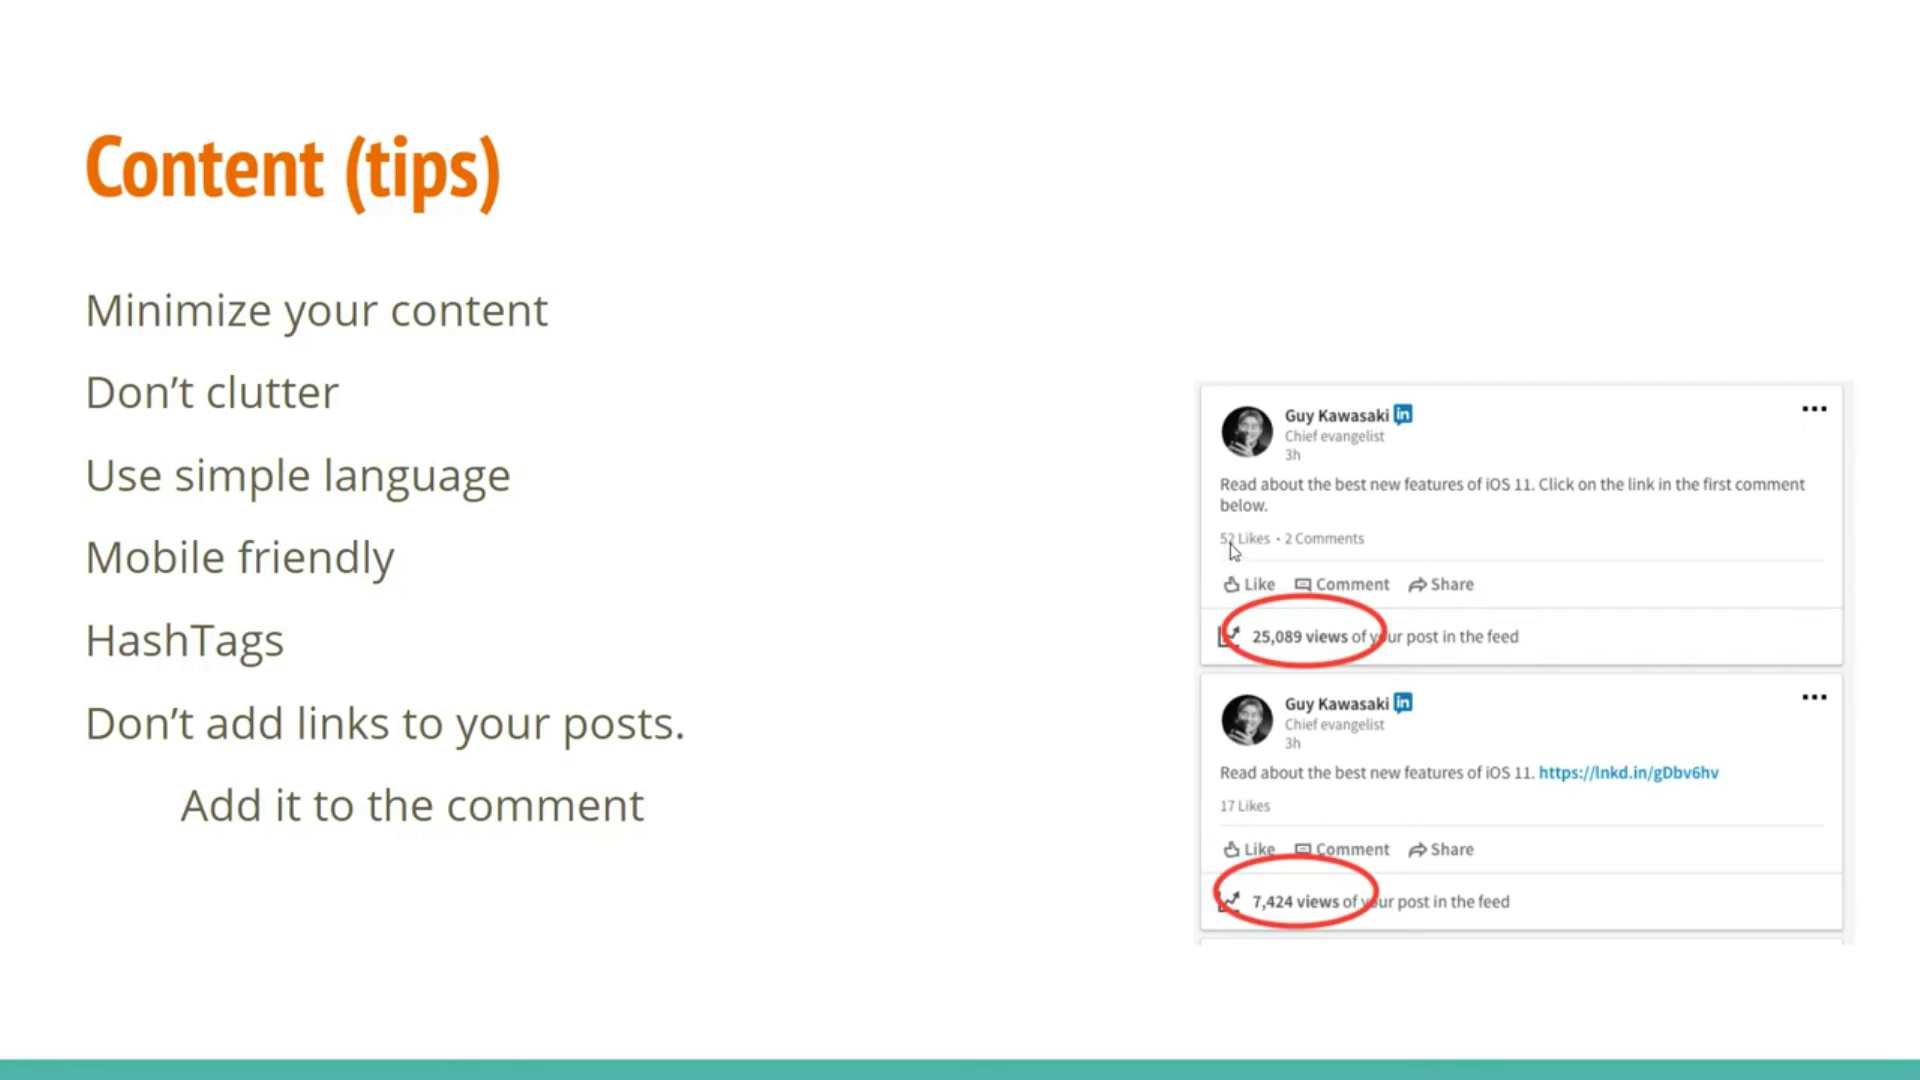 Content (tips)
Minimize your content
Don’t clutter
Use simple language
Mobile friendly
HashTags
Don’t add links to your posts.
Add it to the comment
Guy Kawasaki in
Chief evangelist
3h
Read about the best new features of iOS 11. Click on the link in the first comment
below.
52 Likes • 2 Comments
Like Comment Share
25,089 views of your post in the feed
Guy Kawasaki in
Chief evangelist
3h
Read about the best new features of iOS 11. https://lnkd.in/gDbv6hv
17 Likes
Like Comment Share
7,424 views of your post in the feed